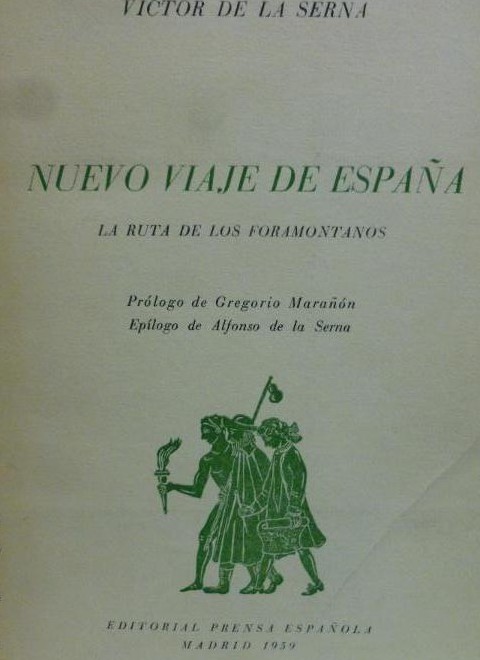 VICTOR DE LA SERNA
NUEVO VIAJE DE ESPAÑA
LA RUTA DE LOS FORAMONTANOS
Prólogo de Gregorio Marañón
Epílogo de Alfonso de la Serna
EDITORIAL PRENSA ESPAÑOLA
MADRID 1959